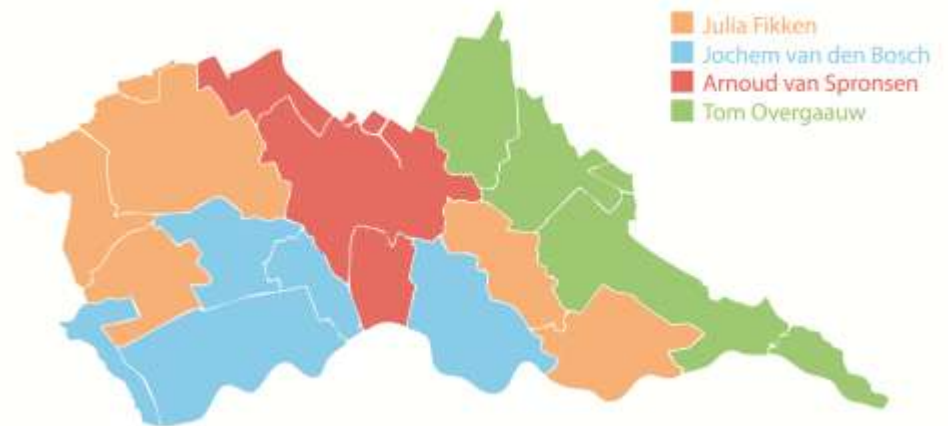 Julia Fikken
Jochem van den Bosch
Arnoud van Spronsen
Tom Overgaauw